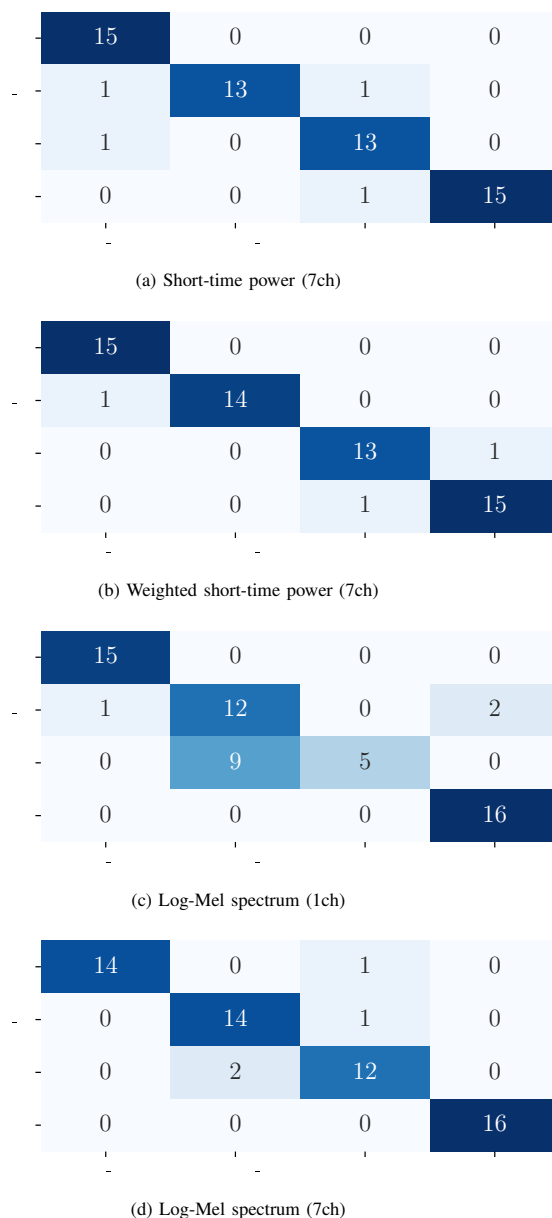 15 0 0 0
1 13 1 0
1 0 13 0
0 0 1 15
(a) Short-time power (7ch)
15 0 0 0
1 14 0 0
0 0 13 1
0 0 1 15
(b) Weighted short-time power (7ch)
15 0 0 0
1 12 0 2
0 9 5 0
0 0 0 16
(c) Log-Mel spectrum (1ch)
14 0 1 0
0 14 1 0
0 2 12 0
0 0 0 16
(d) Log-Mel spectrum (7ch)